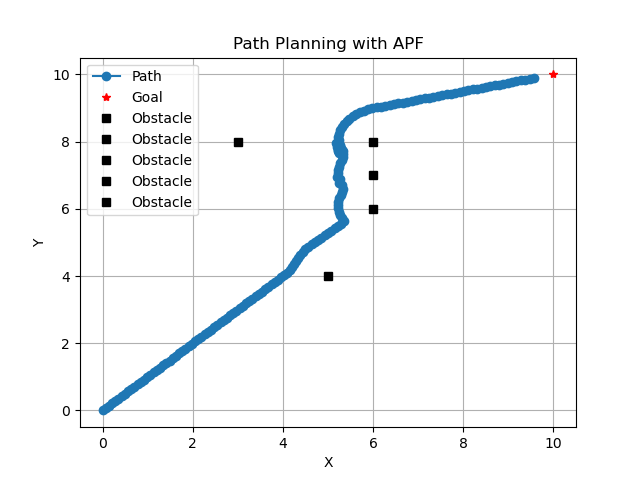 Path Planning with APF
Path
Goal
Obstacle
Obstacle
Obstacle
Obstacle
Obstacle
10
8
6
4
2
0
Y
0 2 4 6 8 10
X